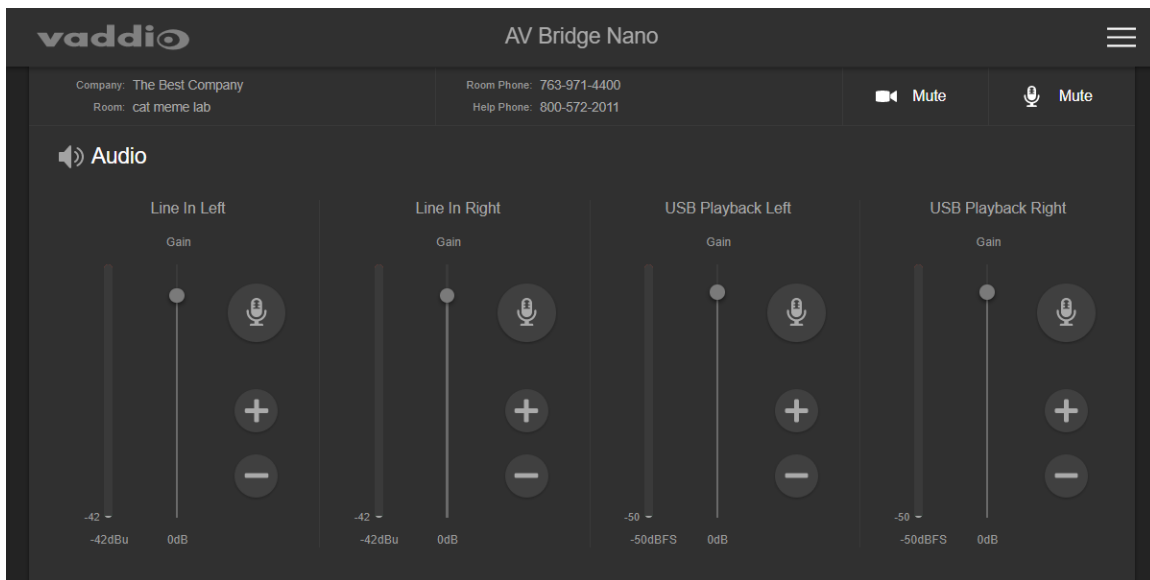 vaddio
AV Bridge Nano
Company: The Best Company
Room: cat meme lab
Room Phone: 763-971-4400
Help Phone: 800-572-2011
Mute
Mute
Audio
Line In Left
Gain
-42
-42dBu 0dB
Line In Right
Gain
-42
-42dBu 0dB
USB Playback Left
Gain
-50
-50dBFS 0dB
USB Playback Right
Gain
-50
-50dBFS 0dB